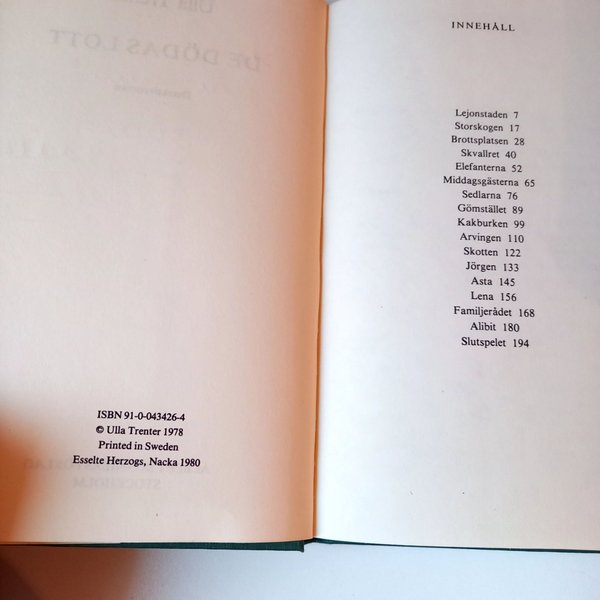 ISBN 91-0-043426-4
© Ulla Trenter 1978
Printed in Sweden
Esselte Herzogs, Nacka 1980
INNEHÅLL
Lejonstaden 7
Storskogen 17
Brottsplatsen 28
Skvallret 40
Elefanterna 52
Middagsgästerna 65
Sedlarna 76
Gömstället 89
Kakburken 99
Arvingen 110
Skotten 122
Jörgen 133
Asta 145
Lena 156
Familjerådet 168
Alibit 180
Slutspelet 194